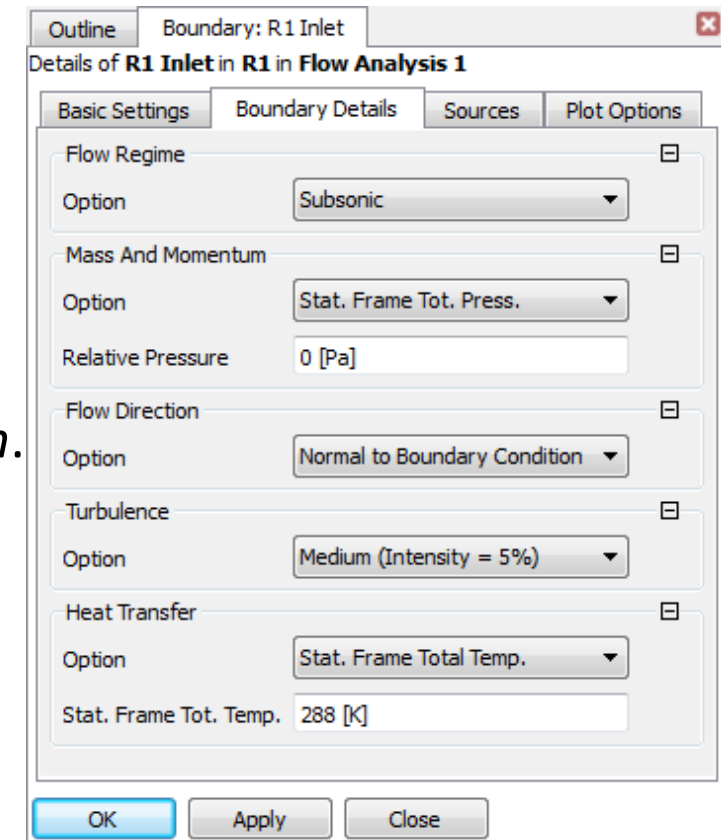 Outline Boundary: R1 Inlet
Details of R1 Inlet in R1 in Flow Analysis 1
Basic Settings Boundary Details Sources Plot Options
Flow Regime
Option Subsonic
Mass And Momentum
Option Stat. Frame Tot. Press.
Relative Pressure 0 [Pa]
Flow Direction
n.
Option Normal to Boundary Condition
Turbulence
Option Medium (Intensity = 5%)
Heat Transfer
Option Stat. Frame Total Temp.
Stat. Frame Tot. Temp. 288 [K]
OK Apply Close